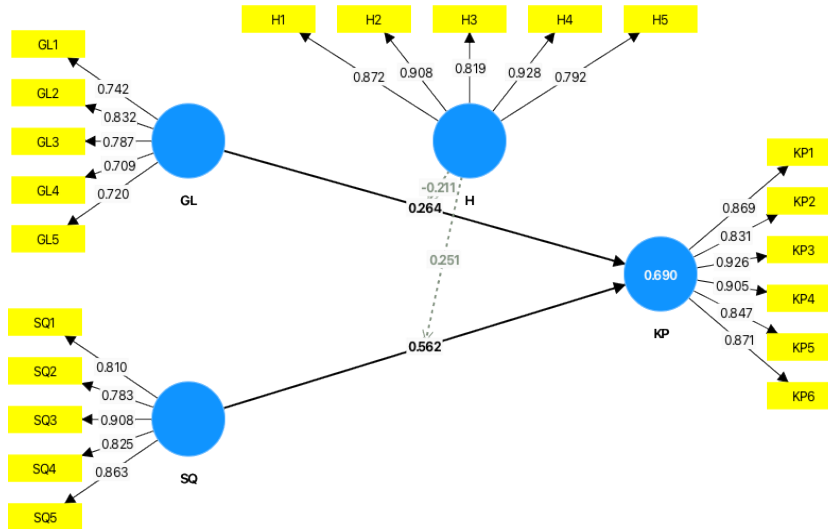 H1
H2
H3
H4
H5
0.872
0.908
0.819
0.928
0.792
H
GL1
GL2
GL3
GL4
GL5
0.742
0.832
0.787
0.709
0.720
GL
-0.211
0.264
0.251
0.562
SQ1
SQ2
SQ3
SQ4
SQ5
0.810
0.783
0.908
0.825
0.863
SQ
0.690
KP
0.869
0.831
0.926
0.905
0.847
0.871
KP1
KP2
KP3
KP4
KP5
KP6